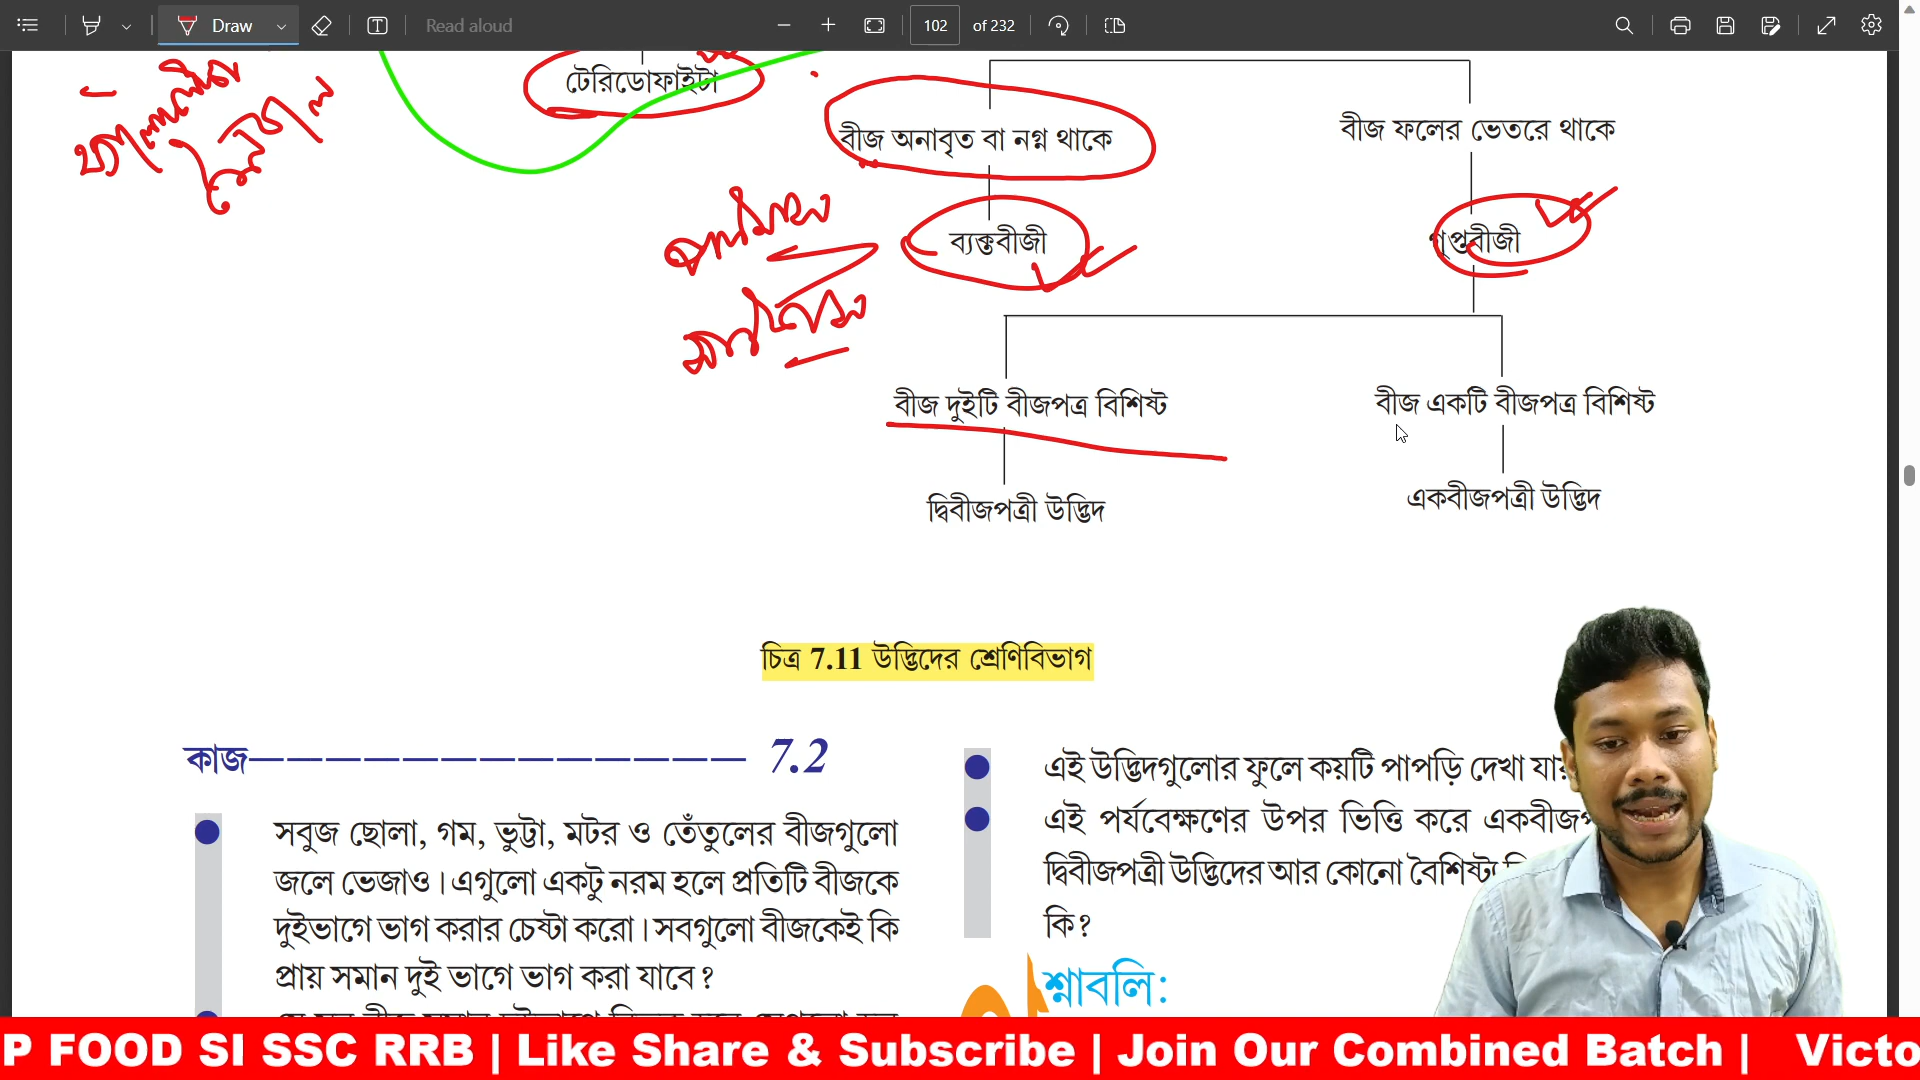 Draw
Read aloud
102 of 232
টেরিডোফাইটা
বীজ অনাবৃত বা নগ্ন থাকে
বীজ ফলের ভেতরে থাকে
ব্যক্তবীজী
গুপ্তবীজী
বীজ দুইটি বীজপত্র বিশিষ্ট
বীজ একটি বীজপত্র বিশিষ্ট
দ্বিবীজপত্রী উদ্ভিদ
একবীজপত্রী উদ্ভিদ
চিত্র 7.11 উদ্ভিদের শ্রেণিবিভাগ
কাজ 7.2
সবুজ ছোলা, গম, ভুট্টা, মটর ও তেঁতুলের বীজগুলো
জলে ভেজাও। এগুলো একটু নরম হলে প্রতিটি বীজকে
দুইভাগে ভাগ করার চেষ্টা করো। সবগুলো বীজকেই কি
প্রায় সমান দুই ভাগে ভাগ করা যাবে?
এই উদ্ভিদগুলোর ফুলে কয়টি পাপড়ি দেখা যায়
এই পর্যবেক্ষণের উপর ভিত্তি করে
দ্বিবীজপত্রী উদ্ভিদের আর কোনো
কি?
শ্নাবলি:
P FOOD SI SSC RRB | Like Share & Subscribe | Join Our Combined Batch | Victo